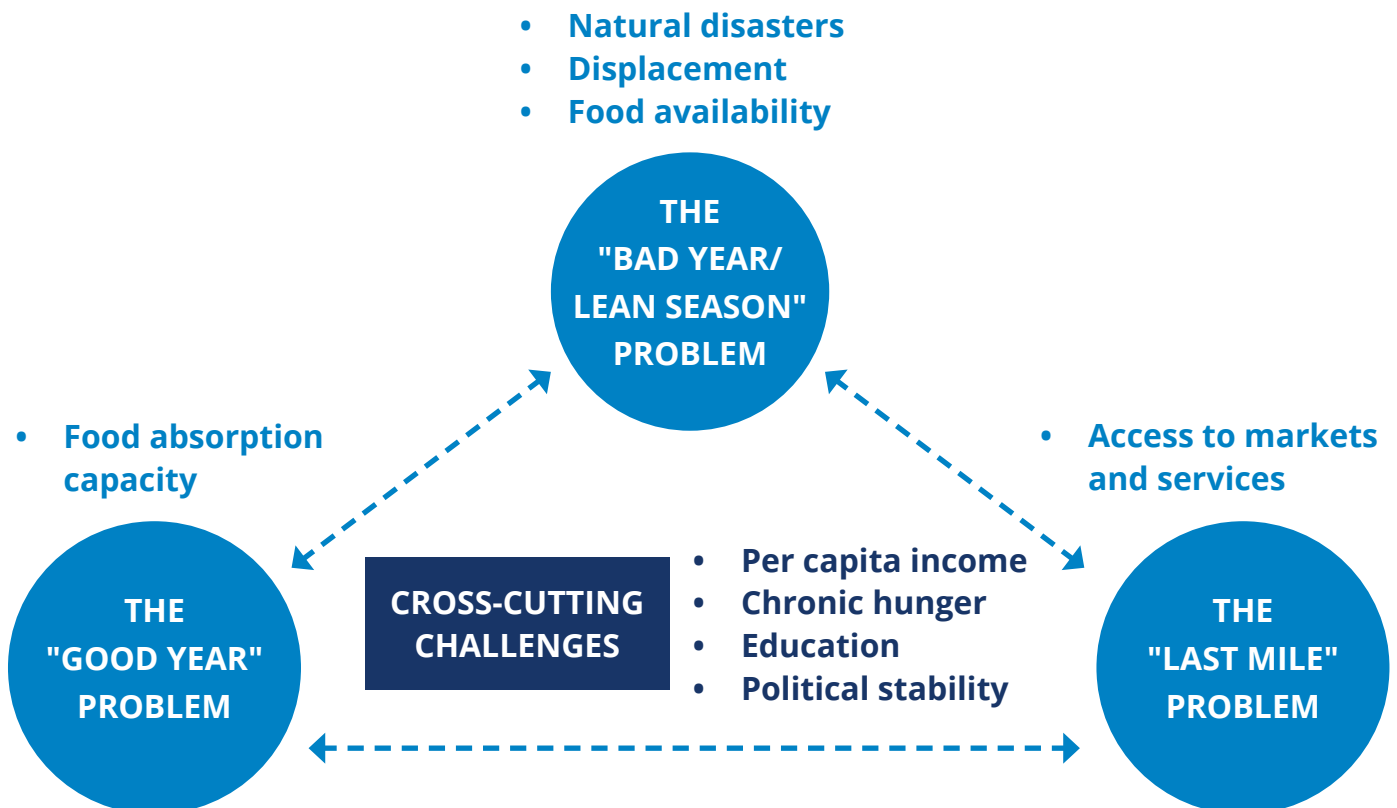 • Natural disasters
• Displacement
• Food availability
THE
"BAD YEAR/
LEAN SEASON"
PROBLEM
• Food absorption
capacity
• Access to markets
and services
THE
"GOOD YEAR"
PROBLEM
CROSS-CUTTING
CHALLENGES
• Per capita income
• Chronic hunger
• Education
• Political stability
THE
"LAST MILE"
PROBLEM